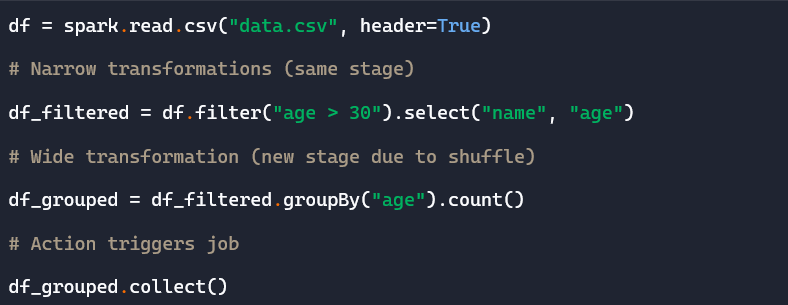 df = spark.read.csv("data.csv", header=True)
# Narrow transformations (same stage)
df_filtered = df.filter("age > 30").select("name", "age")
# Wide transformation (new stage due to shuffle)
df_grouped = df_filtered.groupBy("age").count()
# Action triggers job
df_grouped.collect()